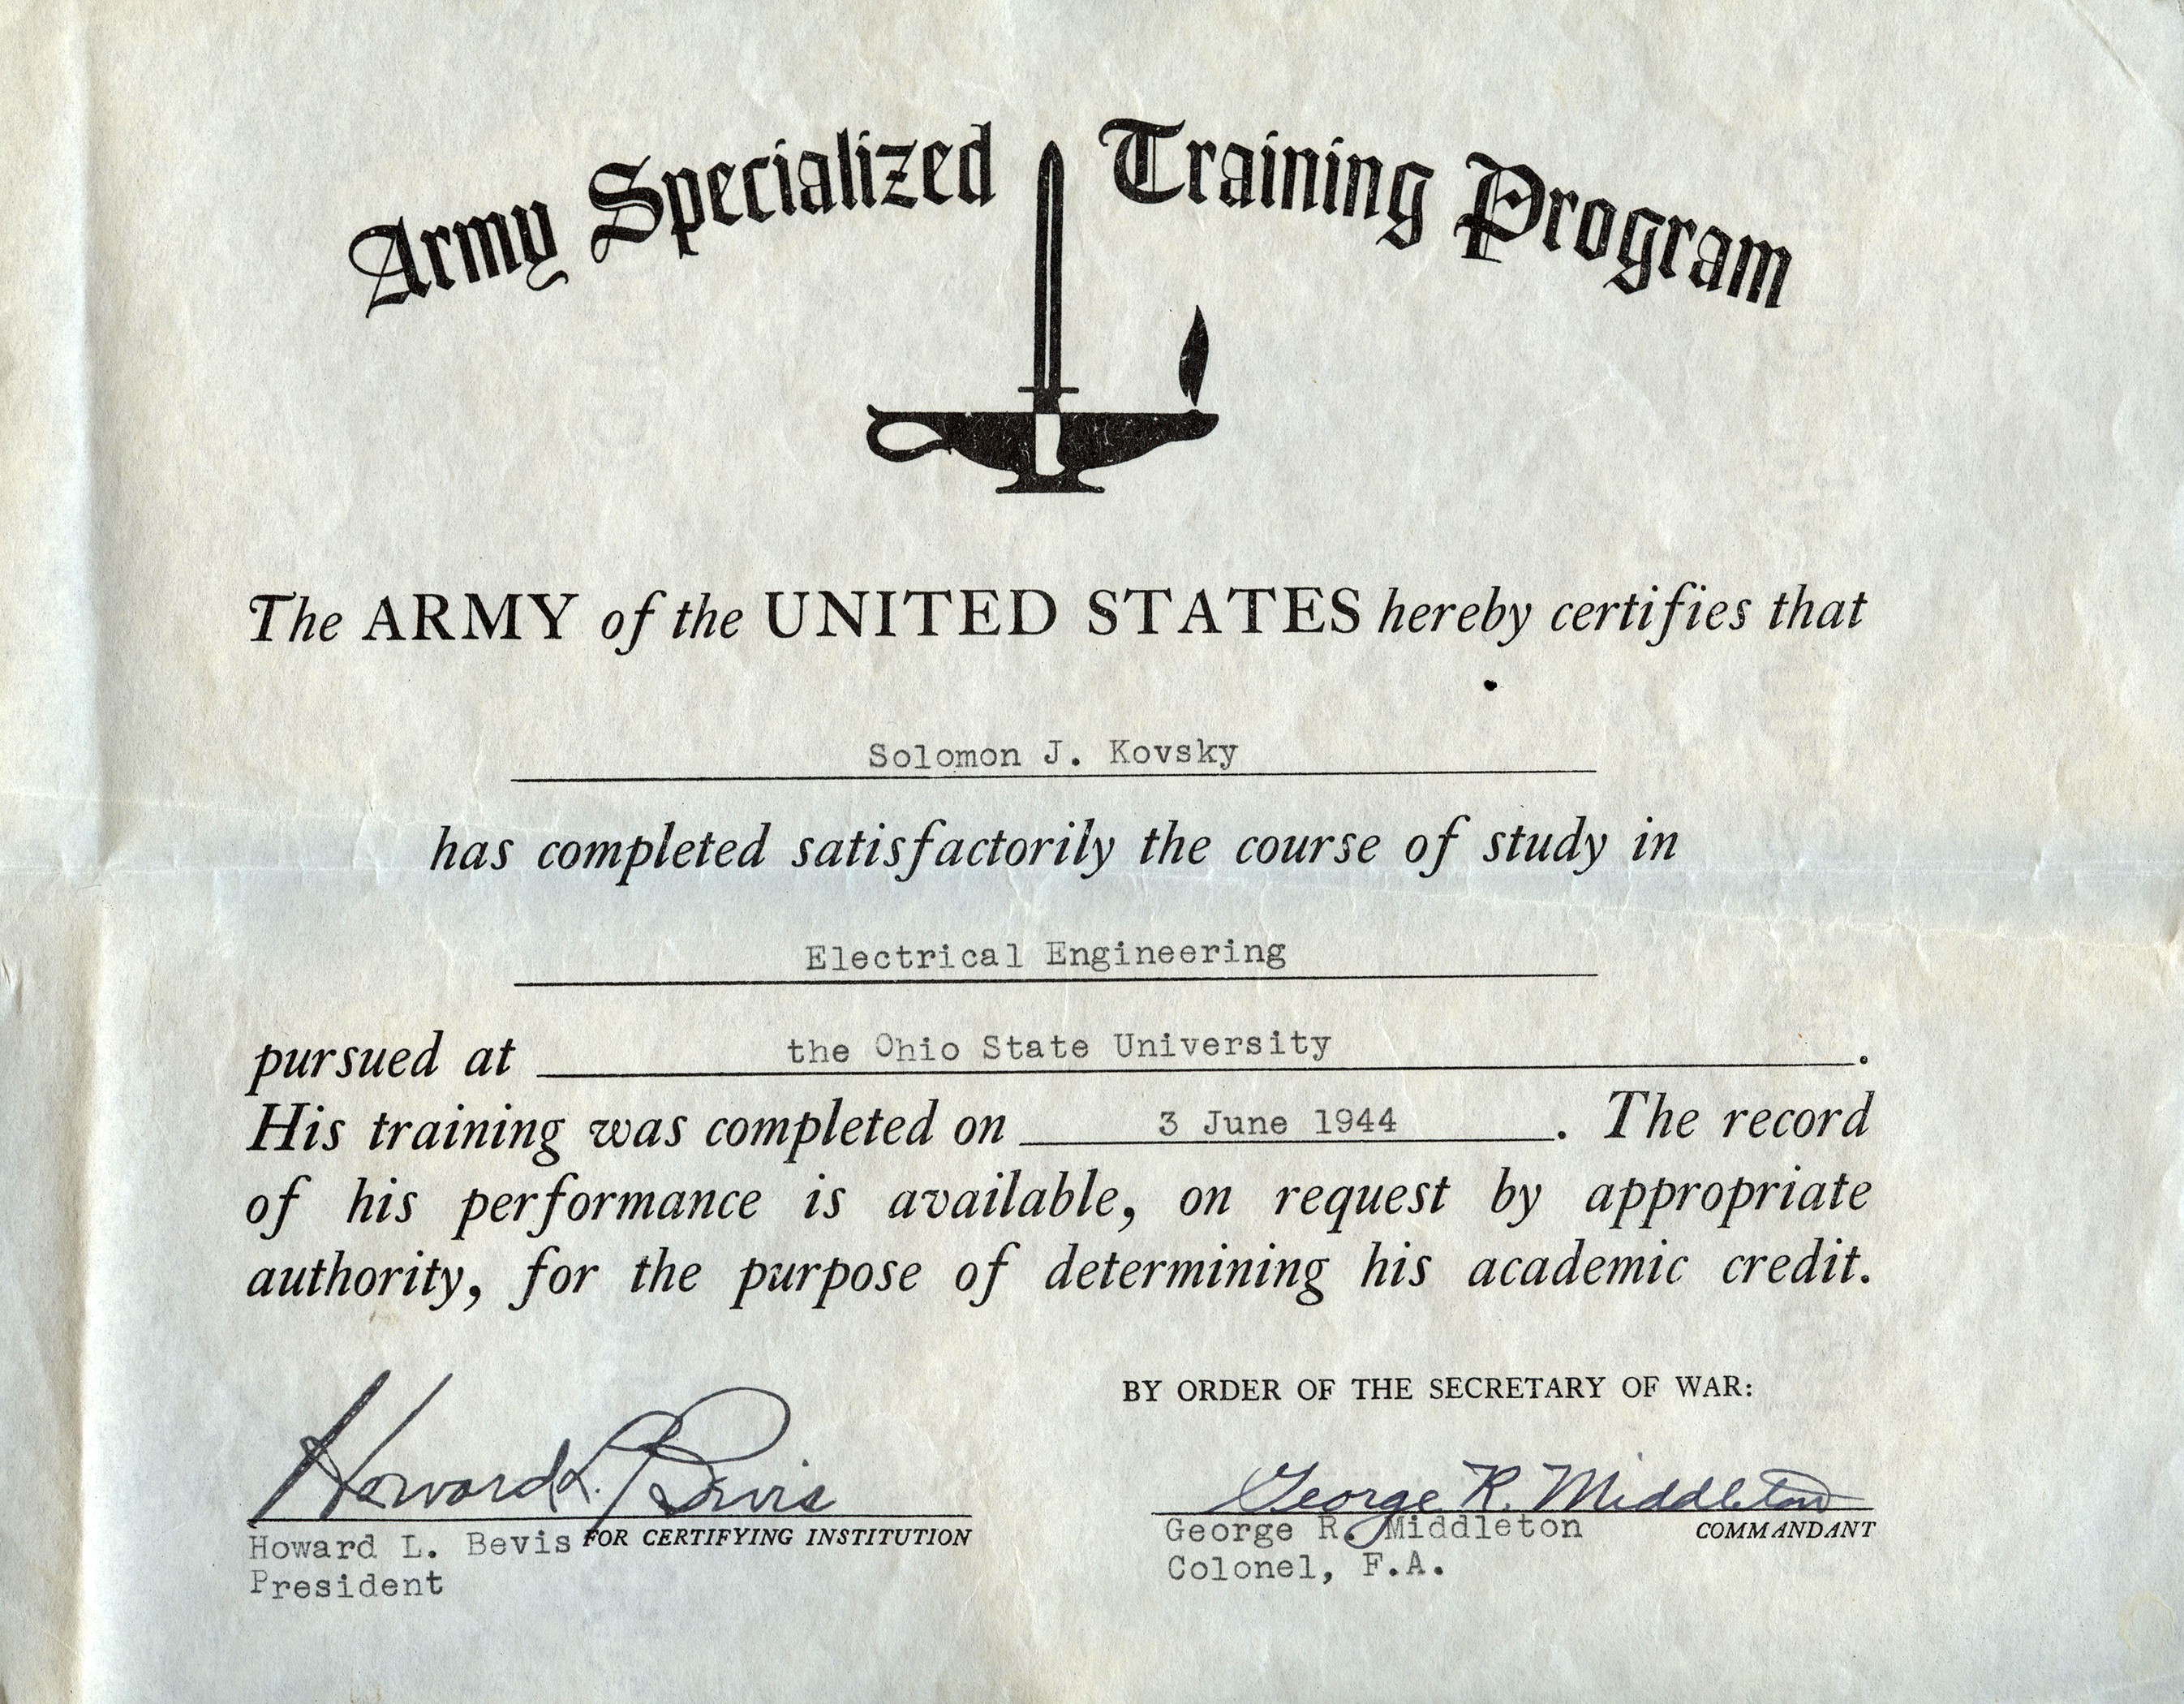 Army Specialized Training Program
The ARMY of the UNITED STATES hereby certifies that
Solomon J. Kovsky
has completed satisfactorily the course of study in
Electrical Engineering
pursued at the Ohio State University.
His training was completed on 3 June 1944. The record
of his performance is available, on request by appropriate
authority, for the purpose of determining his academic credit.
BY ORDER OF THE SECRETARY OF WAR:
Howard L. Bevis
Howard L. Bevis FOR CERTIFYING INSTITUTION
President
George R. Middleton
George R. Middleton COMMANDANT
Colonel, F.A.